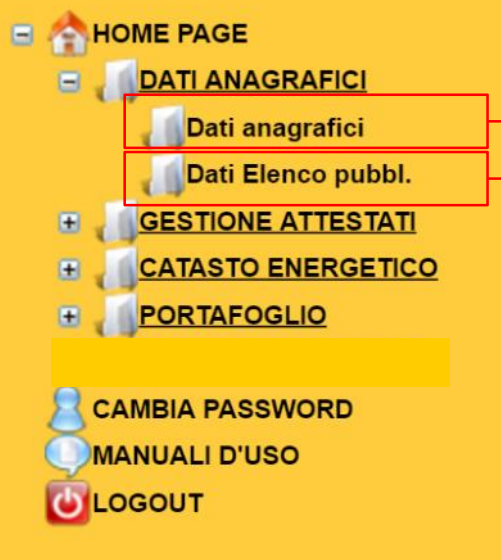 HOME PAGE
DATI ANAGRAFICI
Dati anagrafici
Dati Elenco pubbl.
GESTIONE ATTESTATI
CATASTO ENERGETICO
PORTAFOGLIO
CAMBIA PASSWORD
MANUALI D'USO
LOGOUT